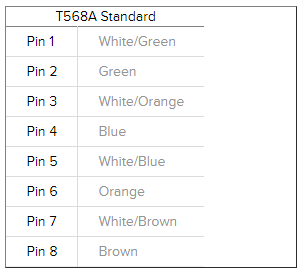 T568A Standard
Pin 1 White/Green
Pin 2 Green
Pin 3 White/Orange
Pin 4 Blue
Pin 5 White/Blue
Pin 6 Orange
Pin 7 White/Brown
Pin 8 Brown